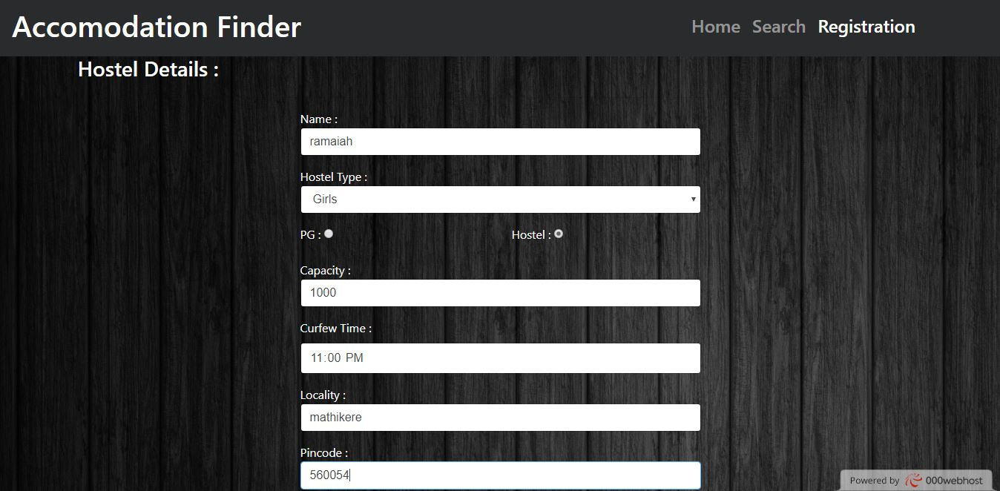 Accomodation Finder
Home Search Registration
Hostel Details :
Name :
ramaiah
Hostel Type :
Girls
PG :
Hostel :
Capacity :
1000
Curfew Time :
11:00 PM
Locality :
mathikere
Pincode :
560054
Powered by 000webhost